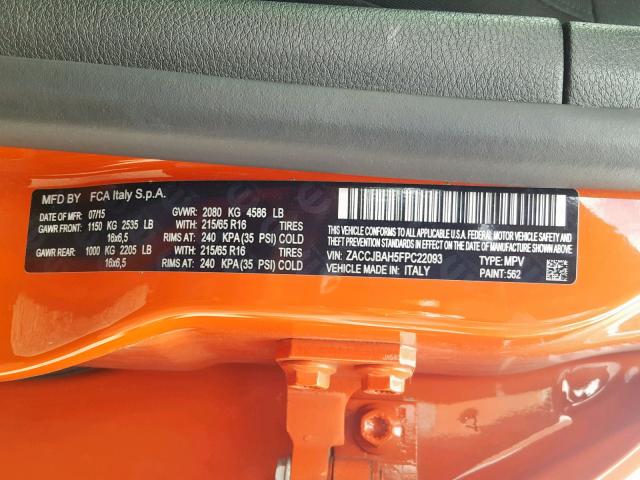 MFD BY FCA Italy S.p.A.
DATE OF MFR: 07/15 GVWR: 2080 KG 4586 LB
GAWR FRONT: 1150 KG 2535 LB 215/65 R16 TIRES
16x6,5 RIMS AT: 240 KPA (35 PSI) COLD
GAWR REAR: 1000 KG 2205 LB 215/65 R16 TIRES
16x6,5 RIMS AT: 240 KPA(35 PSI) COLD
THIS VEHICLE CONFORMS TO ALL APPLICABLE U.S.A. FEDERAL MOTOR VEHICLE SAFETY AND
THEFT PREVENTION STANDARDS IN EFFECT ON THE DATE OF MANUFACTURE SHOWN ABOVE.
VIN: ZACCJBAH5FPC22093 TYPE: MPV
VEHICLE MADE IN: ITALY PAINT: 562